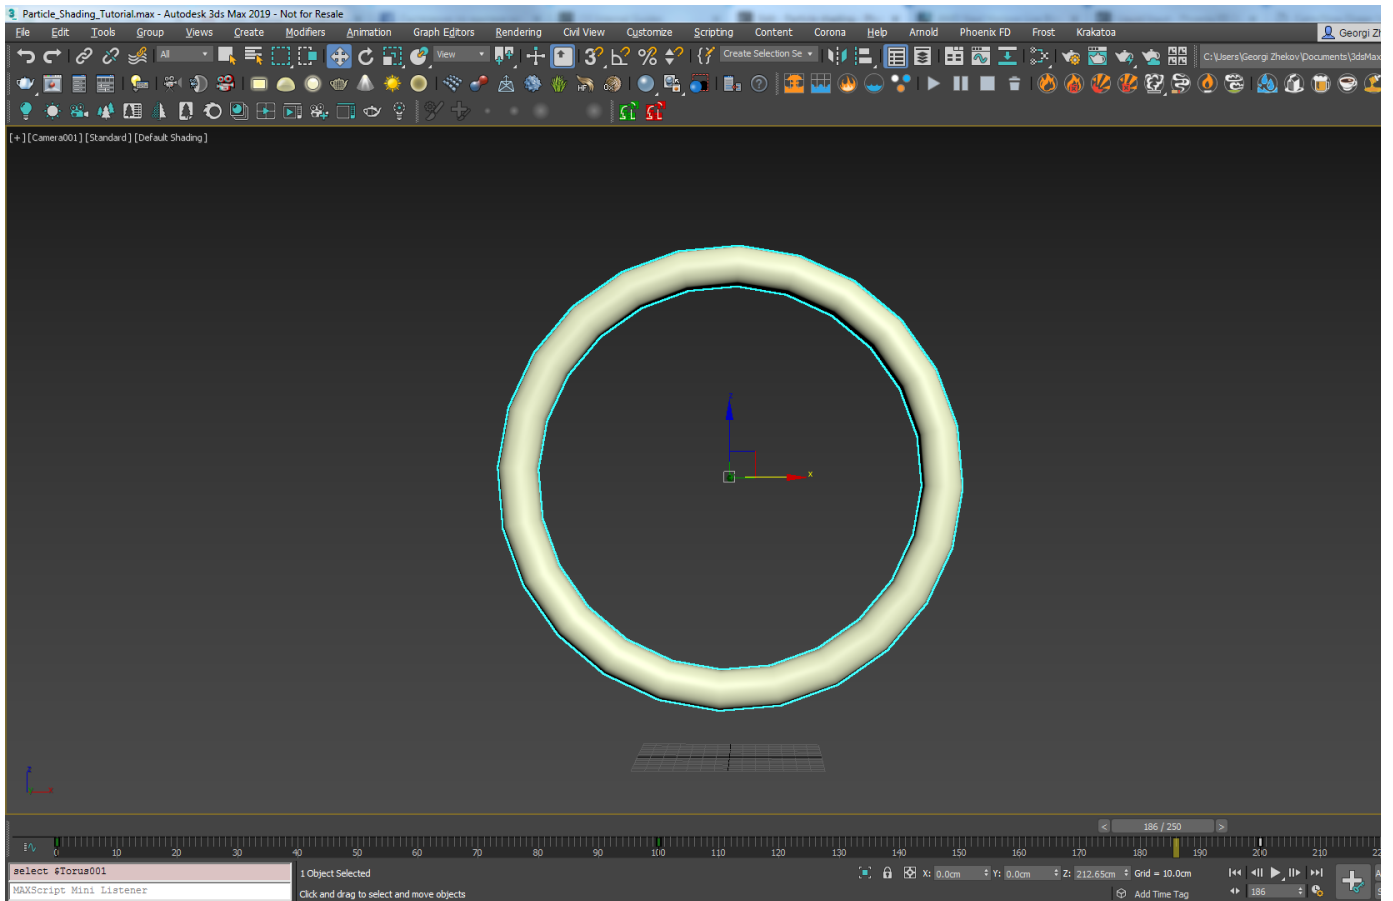 3 Particle_Shading_Tutorial.max - Autodesk 3ds Max 2019 - Not for Resale
File Edit Tools Group Views Create Modifiers Animation Graph Editors Rendering Civil View Customize Scripting Content Corona Help Arnold Phoenix FD Frost Krakatoa Georgi Zh
All View 3 Create Selection Se C:\Users\Georgi Zhekov\Documents\3dsMax
[+] [Camera001] [Standard] [Default Shading]
z
x
z
x
< 186 / 250 >
0 10 20 30 40 50 60 70 80 90 100 110 120 130 140 150 160 170 180 190 200 210 22
select $Torus001
1 Object Selected
X: 0.0cm Y: 0.0cm Z: 212.65cm Grid = 10.0cm
MAXScript Mini Listener
Click and drag to select and move objects
Add Time Tag
186